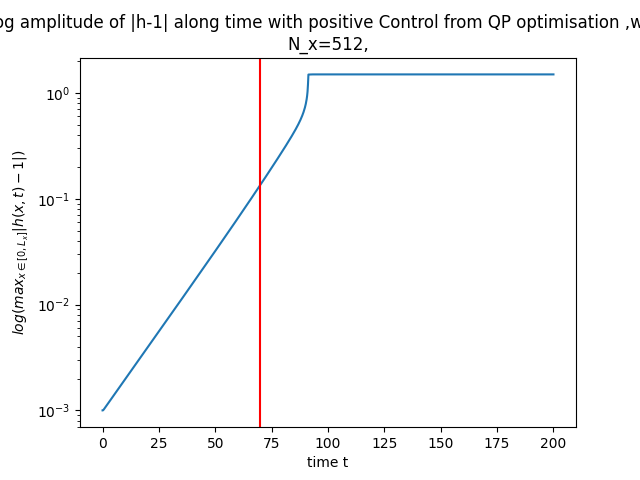 amplitude of |h-1| along time with positive Control from QP optimisation
N_x=512,
10^0
10^{-1}
10^{-2}
10^{-3}
log(max_{x∈[0,L_x]}|h(x,t)−1|)
0 25 50 75 100 125 150 175 200
time t